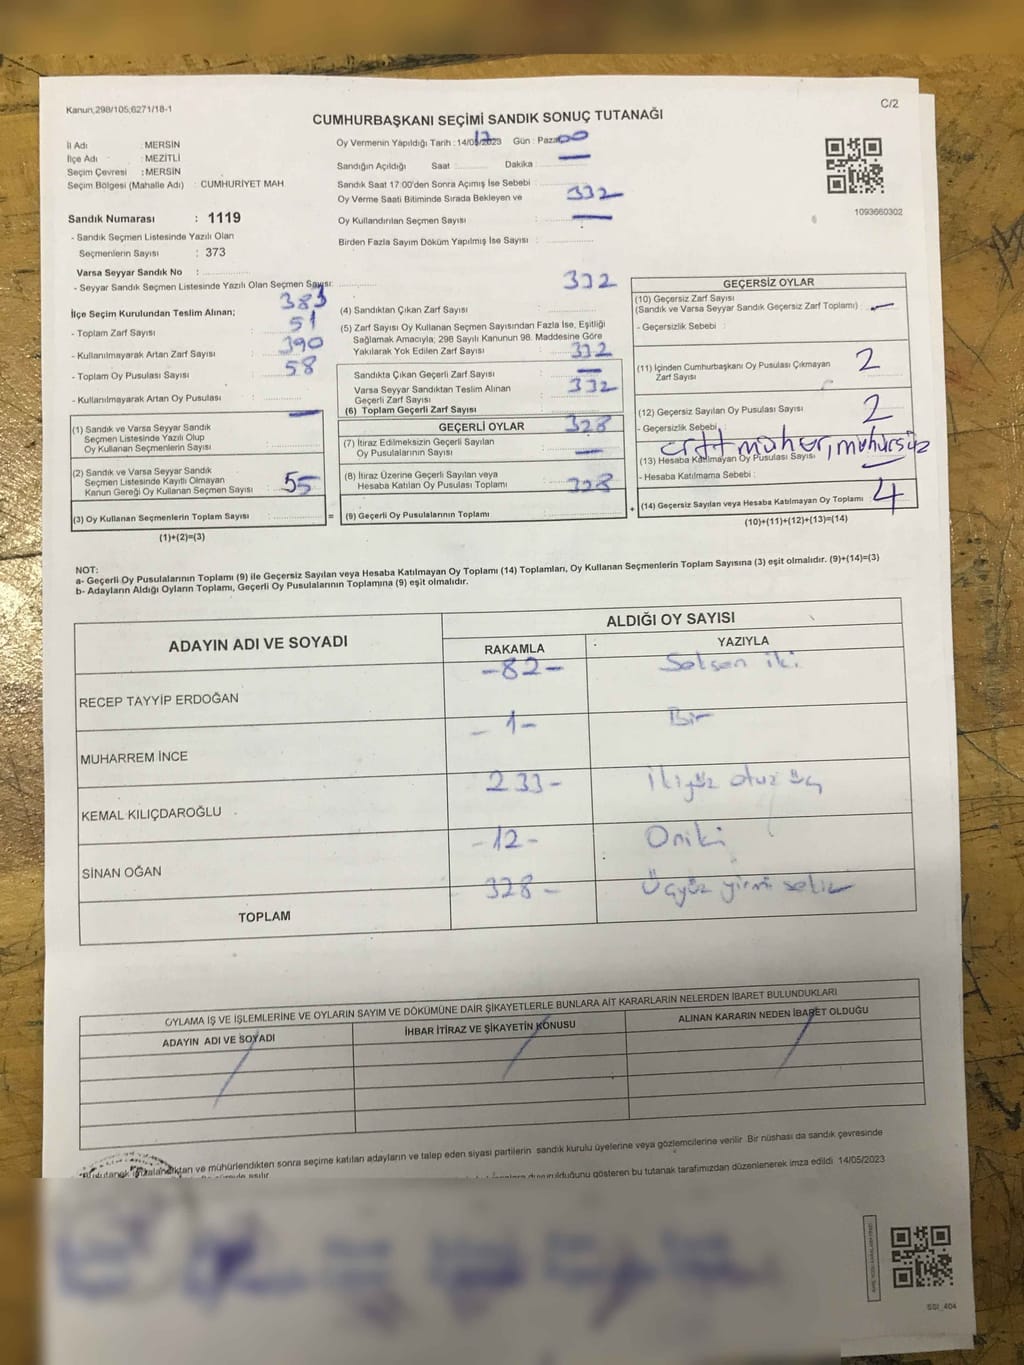 Kanun;298/105;6271/18-1
C/2
CUMHURBAŞKANI SEÇİMİ SANDIK SONUÇ TUTANAĞI
İl Adı : MERSİN
İlçe Adı : MEZİTLİ
Seçim Çevresi : MERSİN
Seçim Bölgesi (Mahalle Adı) : CUMHURİYET MAH
Sandık Numarası : 1119
- Sandık Seçmen Listesinde Yazılı Olan
Seçmenlerin Sayısı : 373
Varsa Seyyar Sandık No :
- Seyyar Sandık Seçmen Listesinde Yazılı Olan Seçmen Sayısı:
Oy Vermenin Yapıldığı Tarih : 14/05/2023 Gün : Pazar
17 00
Sandığın Açıldığı Saat Dakika
Sandık Saat 17:00'den Sonra Açımış İse Sebebi :
Oy Verme Saati Bitiminde Sırada Bekleyen ve
332
Oy Kullandırılan Seçmen Sayısı :
Birden Fazla Sayım Döküm Yapılmış İse Sayısı :
1093660302
İlçe Seçim Kurulundan Teslim Alınan;
383
- Toplam Zarf Sayısı :
51
- Kullanılmayarak Artan Zarf Sayısı :
390
- Toplam Oy Pusulası Sayısı :
58
- Kullanılmayarak Artan Oy Pusulası :
(1) Sandık ve Varsa Seyyar Sandık
Seçmen Listesinde Yazılı Olup
Oy Kullanan Seçmenlerin Sayısı :
(2) Sandık ve Varsa Seyyar Sandık
Seçmen Listesinde Kayıtlı Olmayan
Kanun Gereği Oy Kullanan Seçmen Sayısı :
55
(3) Oy Kullanan Seçmenlerin Toplam Sayısı :
(1)+(2)=(3)
332
(4) Sandıktan Çıkan Zarf Sayısı :
(5) Zarf Sayısı Oy Kullanan Seçmen Sayısından Fazla İse, Eşitliği
Sağlamak Amacıyla; 298 Sayılı Kanunun 98. Maddesine Göre
Yakılarak Yok Edilen Zarf Sayısı :
332
Sandıkta Çıkan Geçerli Zarf Sayısı :
Varsa Seyyar Sandıktan Teslim Alınan
Geçerli Zarf Sayısı :
332
(6) Toplam Geçerli Zarf Sayısı :
GEÇERLİ OYLAR
328
(7) İtiraz Edilmeksizin Geçerli Sayılan
Oy Pusulalarının Sayısı :
(8) İtiraz Üzerine Geçerli Sayılan veya
Hesaba Katılan Oy Pusulası Toplamı :
328
(9) Geçerli Oy Pusulalarının Toplamı :
GEÇERSİZ OYLAR
(10) Geçersiz Zarf Sayısı
(Sandık ve Varsa Seyyar Sandık Geçersiz Zarf Toplamı) :
- Geçersizlik Sebebi :
(11) İçinden Cumhurbaşkanı Oy Pusulası Çıkmayan
Zarf Sayısı :
2
(12) Geçersiz Sayılan Oy Pusulası Sayısı :
2
- Geçersizlik Sebebi
mühür, mühürsüz
(13) Hesaba Katılmayan Oy Pusulası Sayısı
- Hesaba Katılmama Sebebi :
(14) Geçersiz Sayılan veya Hesaba Katılmayan Oy Toplamı :
4
(10)+(11)+(12)+(13)=(14)
NOT:
a- Geçerli Oy Pusulalarının Toplamı (9) ile Geçersiz Sayılan veya Hesaba Katılmayan Oy Toplamı (14) Toplamları, Oy Kullanan Seçmenlerin Toplam Sayısına (3) eşit olmalıdır. (9)+(14)=(3)
b- Adayların Aldığı Oyların Toplamı, Geçerli Oy Pusulalarının Toplamına (9) eşit olmalıdır.
ADAYIN ADI VE SOYADI
ALDIĞI OY SAYISI
RAKAMLA YAZIYLA
-82- Seksen iki
RECEP TAYYİP ERDOĞAN
-1- Bir
MUHARREM İNCE
233- İkiyüz otuz üç
KEMAL KILIÇDAROĞLU
-12- Oniki
SİNAN OĞAN
328- Üçyüz yirmi sekiz
TOPLAM
OYLAMA İŞ VE İŞLEMLERİNE VE OYLARIN SAYIM VE DÖKÜMÜNE DAİR ŞİKAYETLERLE BUNLARA AİT KARARLARIN NELERDEN İBARET BULUNDUKLARI
ADAYIN ADI VE SOYADI
İHBAR İTİRAZ VE ŞİKAYETİN KONUSU
ALINAN KARARIN NEDEN İBARET OLDUĞU
mühürlendikten sonra seçime katılan adayların ve talep eden siyasi partilerin sandık kurulu üyelerine veya gözlemcilerine verilir. Bir nüshası da sandık çevresinde
duyurulduğunu gösteren bu tutanak tarafımızdan düzenlenerek imza edildi. 14/05/2023
SSI_404